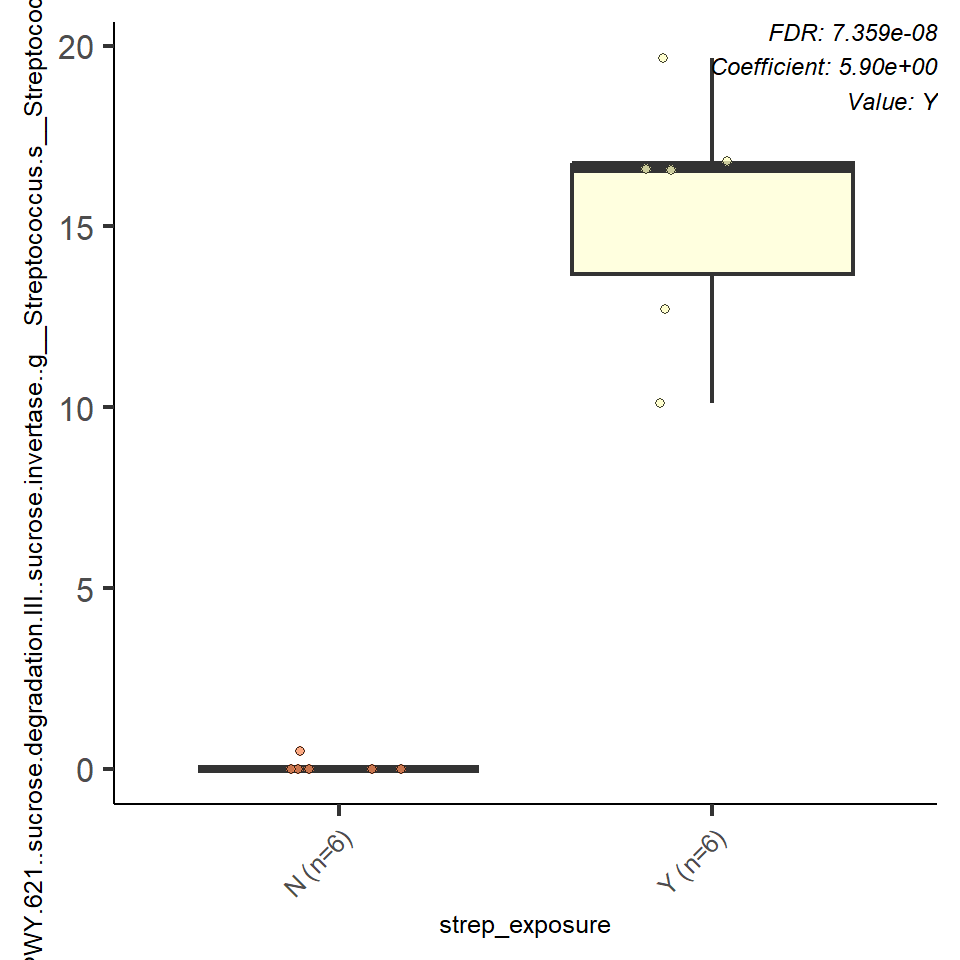 FDR: 7.359e-08
Coefficient: 5.90e+00
Value: Y
20
15
10
5
0
PWY.621..sucrose.degradation.III..sucrose.invertase..g__Streptococcus.s__Streptococ
N (n=6)
Y (n=6)
strep_exposure